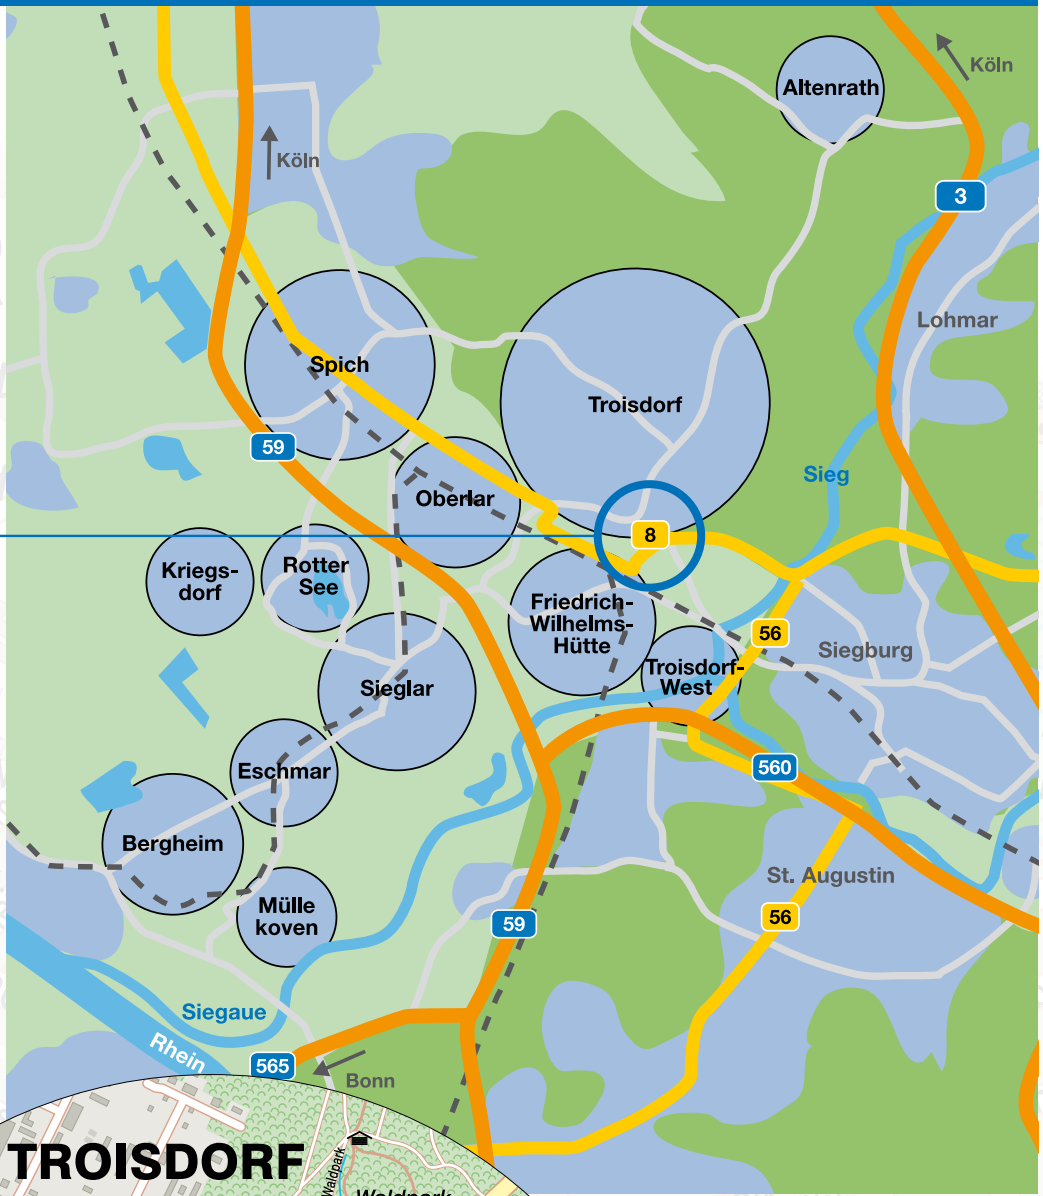 Köln
Altenrath
Köln
3
Lohmar
Spich
Troisdorf
59
Sieg
Oberlar
8
Kriegs-
dorf
Rotter
See
Friedrich-
Wilhelms-
Hütte
56
Siegburg
Troisdorf-
West
Sieglar
560
Eschmar
Bergheim
St. Augustin
Mülle
koven
56
59
Siegaue
Rhein
565
Bonn
TROISDORF
Waldpark
Waldpark